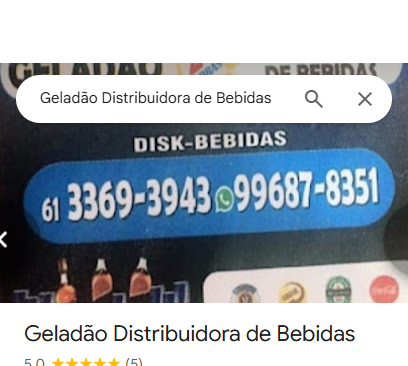 GELADÃO
DE BEBIDAS
Geladão Distribuidora de Bebidas
DISK-BEBIDAS
61 3369-3943 99687-8351
Geladão Distribuidora de Bebidas
5,0 (5)